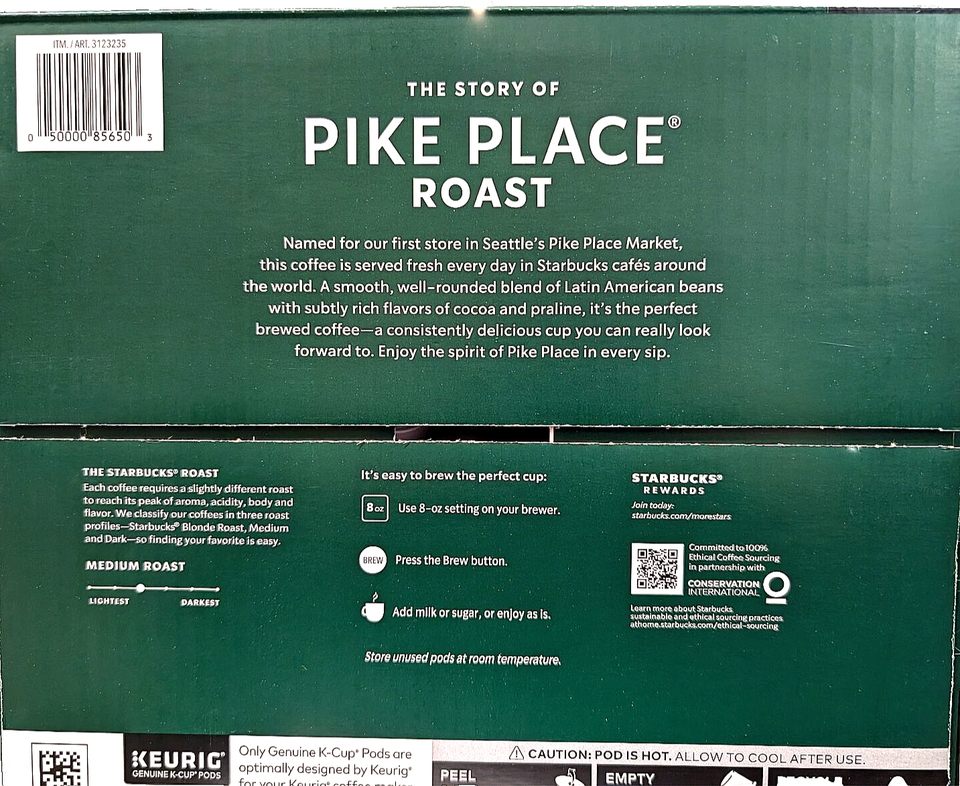 ITM. / ART. 3123235
0 50000 85650 3
THE STORY OF
PIKE PLACE®
ROAST
Named for our first store in Seattle's Pike Place Market,
this coffee is served fresh every day in Starbucks cafés around
the world. A smooth, well-rounded blend of Latin American beans
with subtly rich flavors of cocoa and praline, it's the perfect
brewed coffee—a consistently delicious cup you can really look
forward to. Enjoy the spirit of Pike Place in every sip.
THE STARBUCKS® ROAST
Each coffee requires a slightly different roast
to reach its peak of aroma, acidity, body and
flavor. We classify our coffees in three roast
profiles—Starbucks® Blonde Roast, Medium
and Dark—so finding your favorite is easy.
MEDIUM ROAST
LIGHTEST DARKEST
It's easy to brew the perfect cup:
8 oz Use 8-oz setting on your brewer.
BREW Press the Brew button.
Add milk or sugar, or enjoy as is.
Store unused pods at room temperature.
STARBUCKS®
REWARDS
Join today:
starbucks.com/morestars
Committed to 100%
Ethical Coffee Sourcing
in partnership with
CONSERVATION
INTERNATIONAL
Learn more about Starbucks
sustainable and ethical sourcing practices
athome.starbucks.com/ethical-sourcing
KEURIG®
GENUINE K-CUP® PODS
Only Genuine K-Cup® Pods are
optimally designed by Keurig®
for your Keurig® coffee maker
CAUTION: POD IS HOT. ALLOW TO COOL AFTER USE.
PEEL
EMPTY
RECYCLE